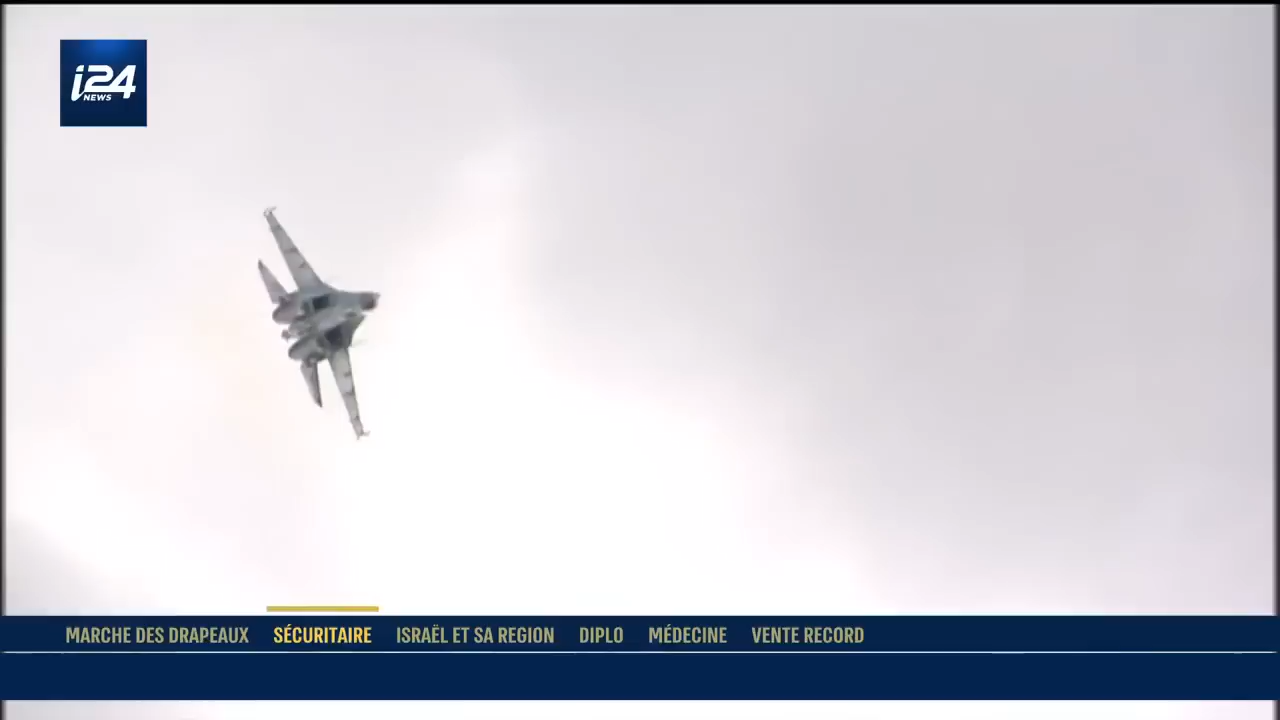 i24
NEWS
MARCHE DES DRAPEAUX SÉCURITAIRE ISRAËL ET SA REGION DIPLO MÉDECINE VENTE RECORD